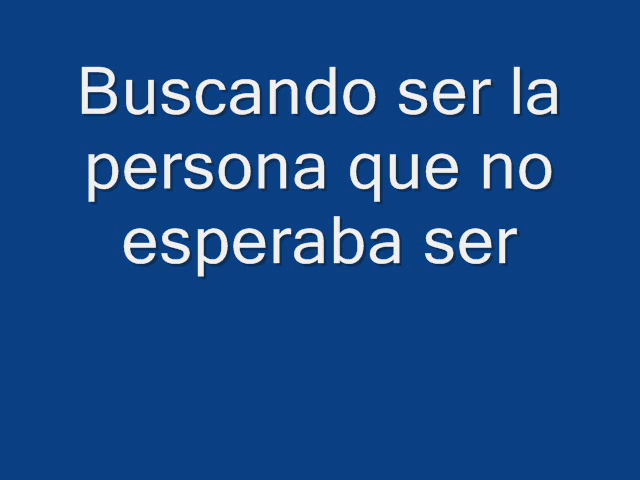 Buscando ser la
persona que no
esperaba ser